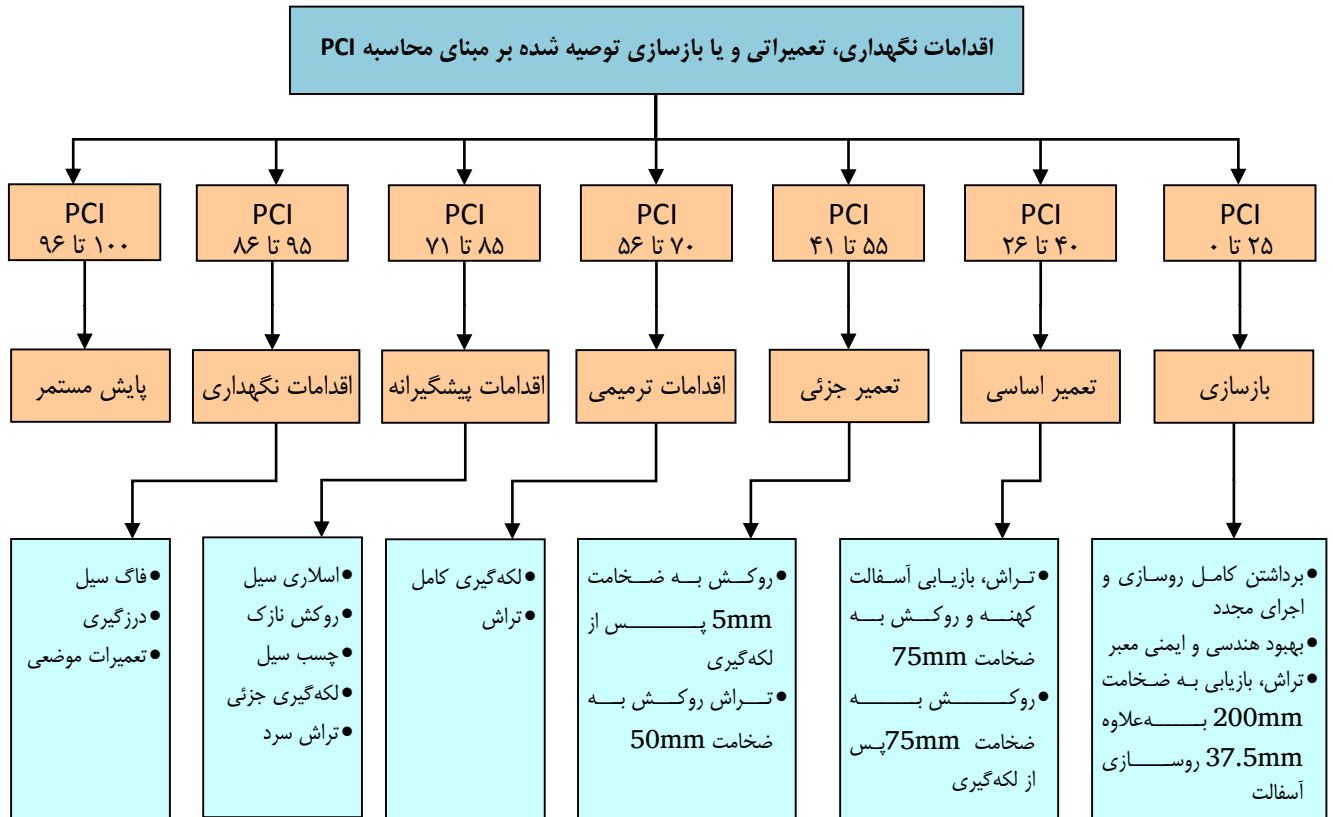 اقدامات نگهداری، تعمیراتی و یا بازسازی توصیه شده بر مبنای محاسبه PCI
PCI
۲۵ تا ۰
PCI
۴۰ تا ۲۶
PCI
۵۵ تا ۴۱
PCI
۷۰ تا ۵۶
PCI
۸۵ تا ۷۱
PCI
۹۵ تا ۸۶
PCI
۱۰۰ تا ۹۶
بازسازی
تعمیر اساسی
تعمیر جزئی
اقدامات ترمیمی
اقدامات پیشگیرانه
اقدامات نگهداری
پایش مستمر
•برداشتن کامل روسازی و
اجرای مجدد
•بهبود هندسی و ایمنی معبر
•تراش، بازیابی به ضخامت
200mm بهعلاوه
37.5mm روسازی
آسفالت
•تراش، بازیابی آسفالت
کهنه و روکش به
ضخامت 75mm
•روکش به
ضخامت 75mm پس
از لکه‌گیری
•روکش به ضخامت
5mm پس از
لکه‌گیری
•تراش روکش به
ضخامت 50mm
•لکه‌گیری کامل
•تراش
•اسلاری سیل
•روکش نازک
•چسب سیل
•لکه‌گیری جزئی
•تراش سرد
•فاگ سیل
•درزگیری
•تعمیرات موضعی